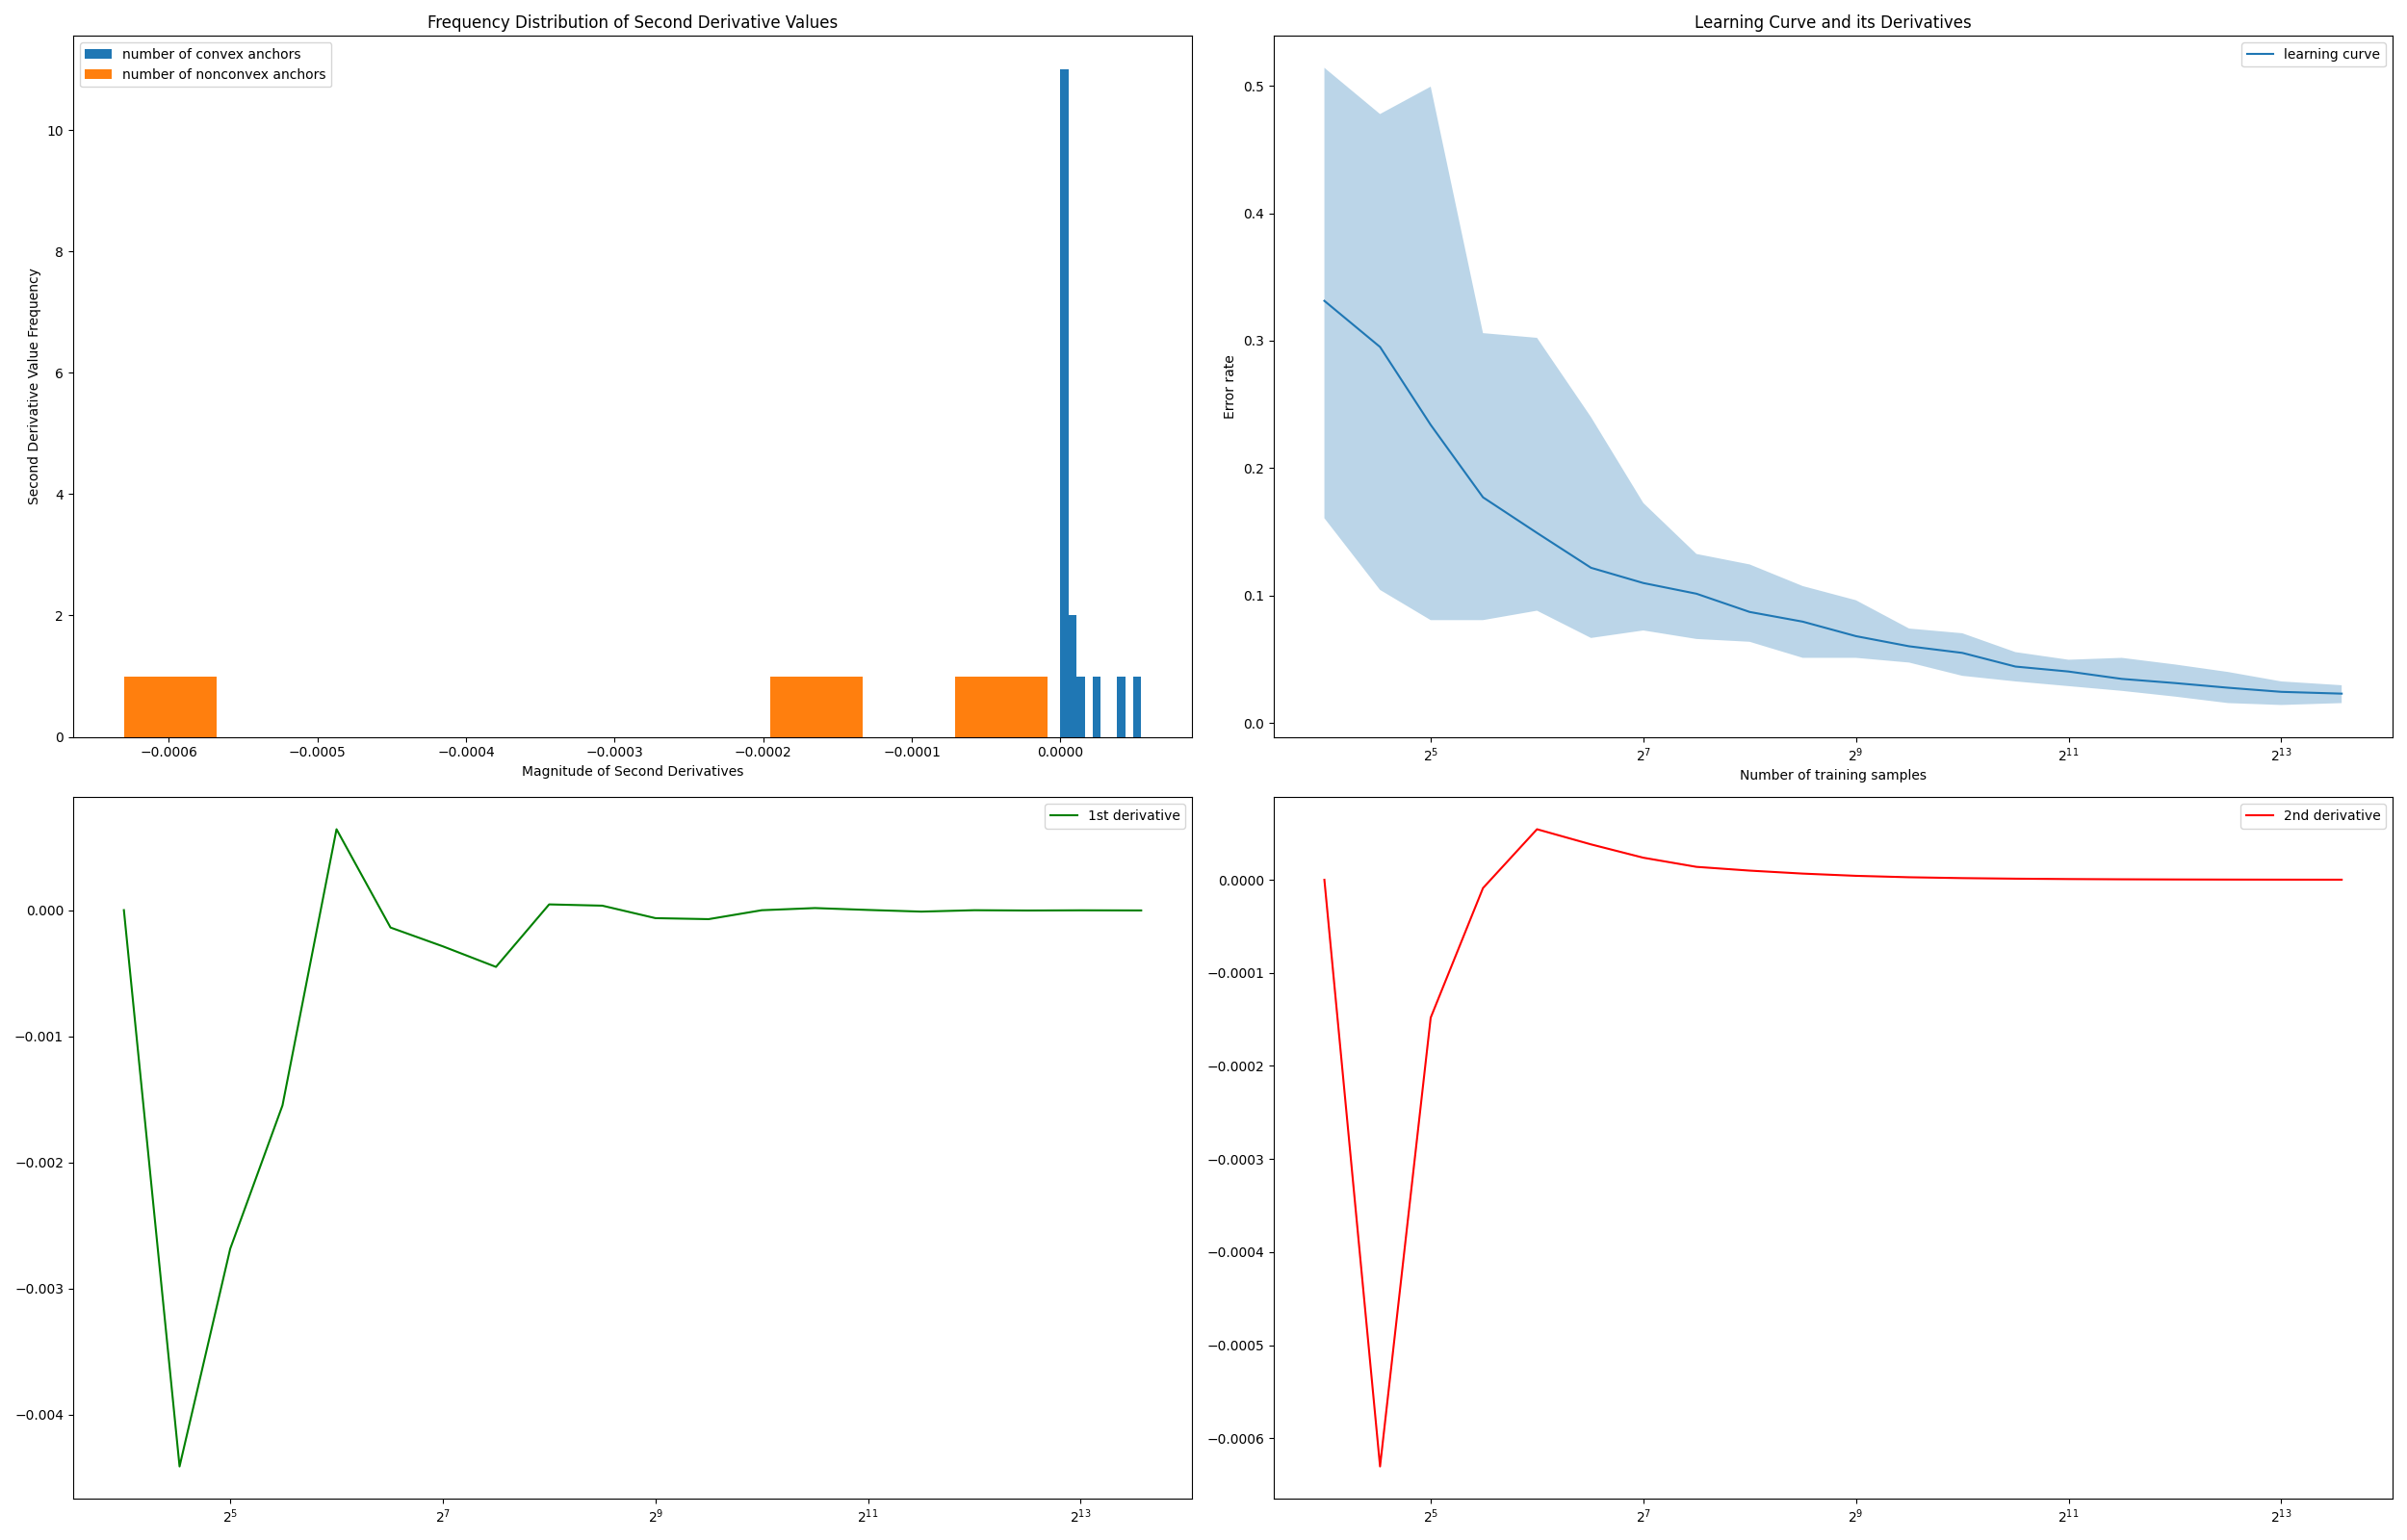 Frequency Distribution of Second Derivative Values
number of convex anchors
number of nonconvex anchors
10
8
6
4
2
0
Second Derivative Value Frequency
−0.0006 −0.0005 −0.0004 −0.0003 −0.0002 −0.0001 0.0000
Magnitude of Second Derivatives
Learning Curve and its Derivatives
learning curve
0.5
0.4
0.3
0.2
0.1
0.0
Error rate
2^5 2^7 2^9 2^11 2^13
Number of training samples
1st derivative
0.000
−0.001
−0.002
−0.003
−0.004
2^5 2^7 2^9 2^11 2^13
2nd derivative
0.0000
−0.0001
−0.0002
−0.0003
−0.0004
−0.0005
−0.0006
2^5 2^7 2^9 2^11 2^13